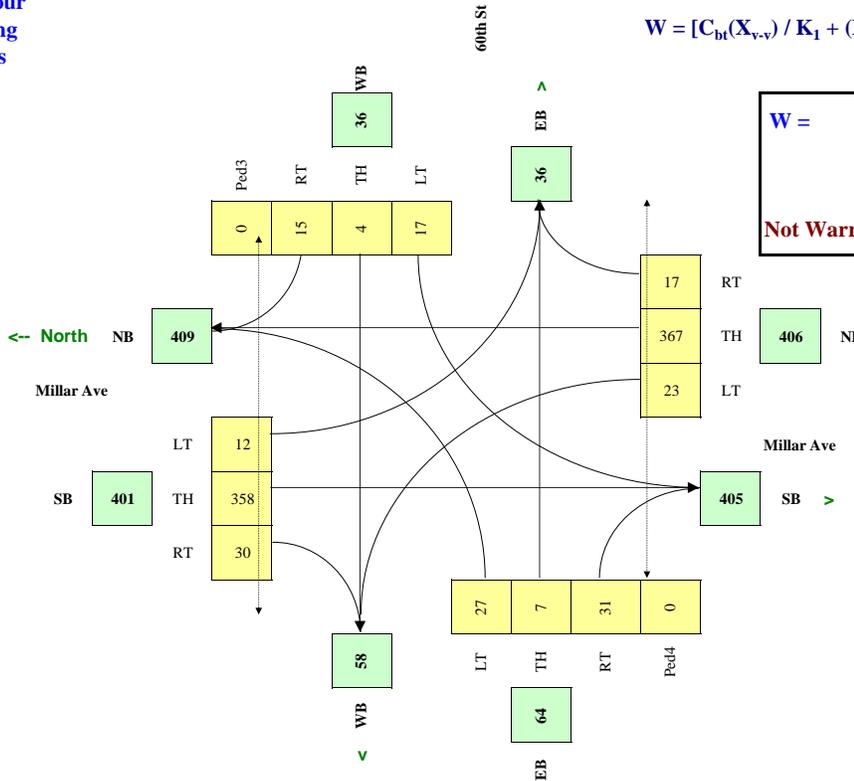 our
ng
s
60th St
W = [C_bt(X_v-v) / K_1 + (
W =
Not Warr
WB
36
EB
^
36
Ped3
RT
TH
LT
0
15
4
17
<-- North
NB
409
Millar Ave
17
RT
367
TH
406
23
LT
Millar Ave
LT
12
SB
401
TH
358
RT
30
405
SB
>
58
WB
v
27
7
31
0
LT
TH
RT
Ped4
64
EB